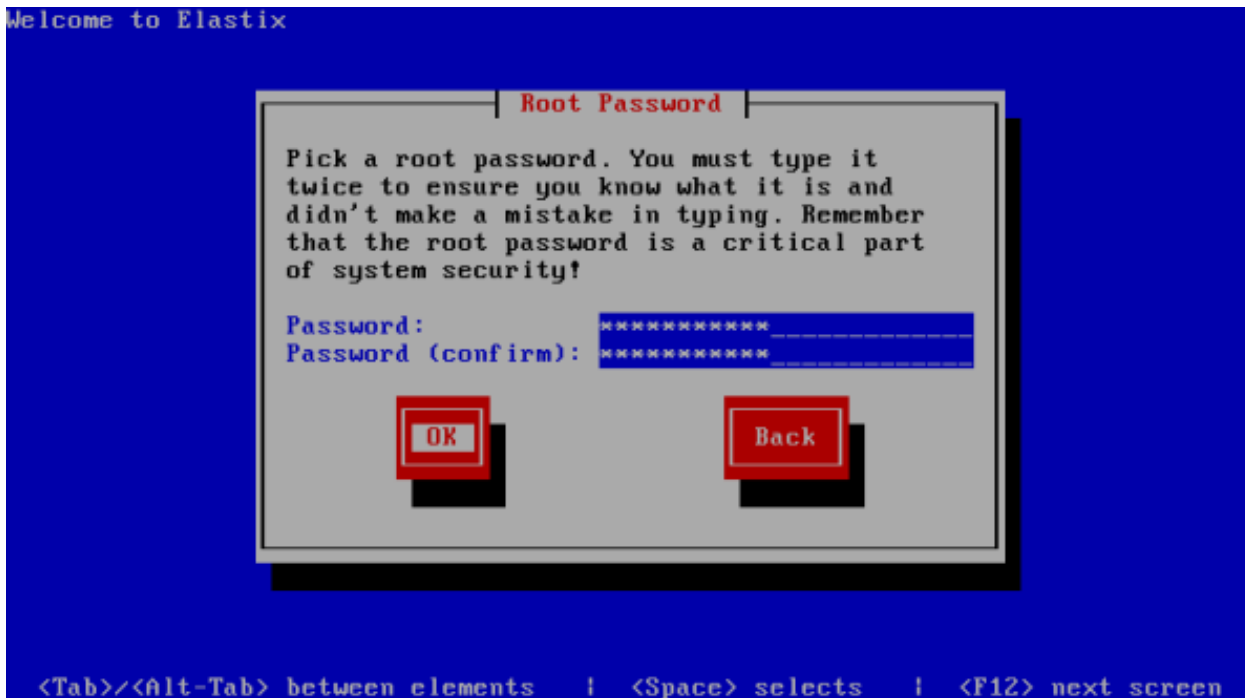 Welcome to Elastix
Root Password
Pick a root password. You must type it
twice to ensure you know what it is and
didn't make a mistake in typing. Remember
that the root password is a critical part
of system security!
Password: ***********____________
Password (confirm): ***********____________
OK Back
<Tab>/<Alt-Tab> between elements | <Space> selects | <F12> next screen